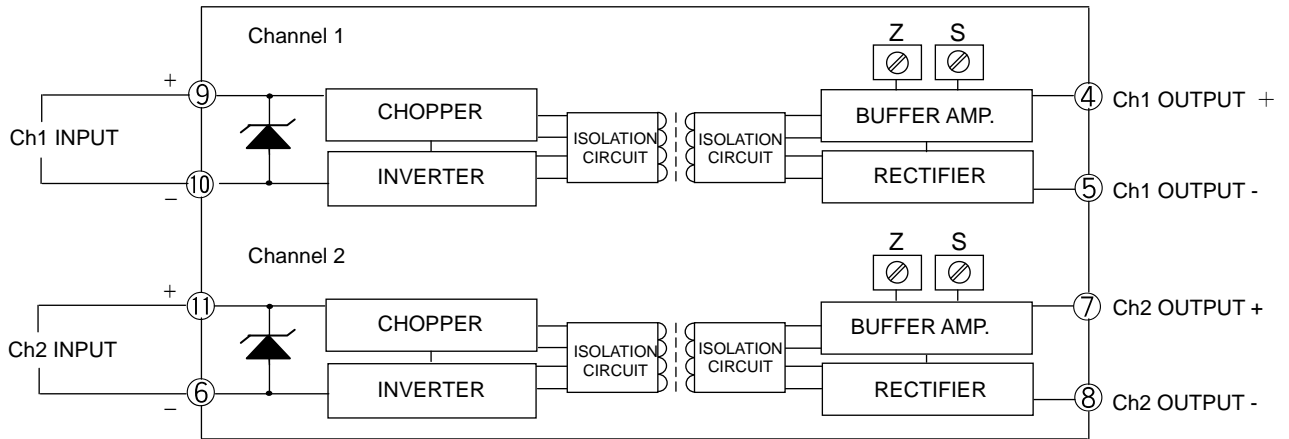 Channel 1
Z S
+ ⑨ CHOPPER BUFFER AMP. ④ Ch1 OUTPUT +
Ch1 INPUT ISOLATION CIRCUIT ISOLATION CIRCUIT
⑩ − INVERTER RECTIFIER ⑤ Ch1 OUTPUT -
Channel 2
Z S
+ ⑪ CHOPPER BUFFER AMP. ⑦ Ch2 OUTPUT +
Ch2 INPUT ISOLATION CIRCUIT ISOLATION CIRCUIT
⑥ − INVERTER RECTIFIER ⑧ Ch2 OUTPUT -